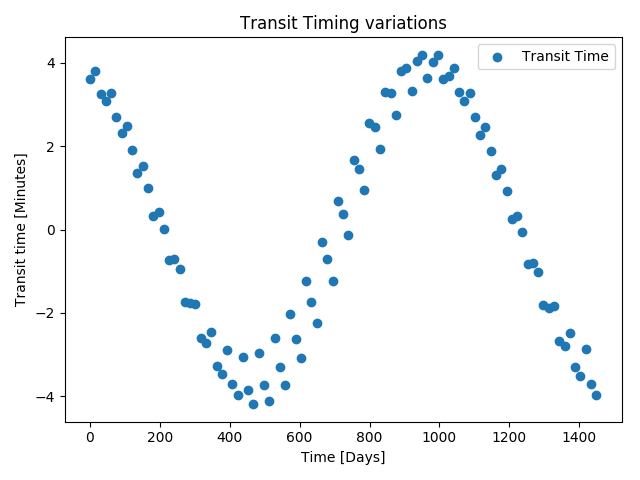 Transit Timing variations
Transit Time
Transit time [Minutes]
4
2
0
−2
−4
0 200 400 600 800 1000 1200 1400
Time [Days]